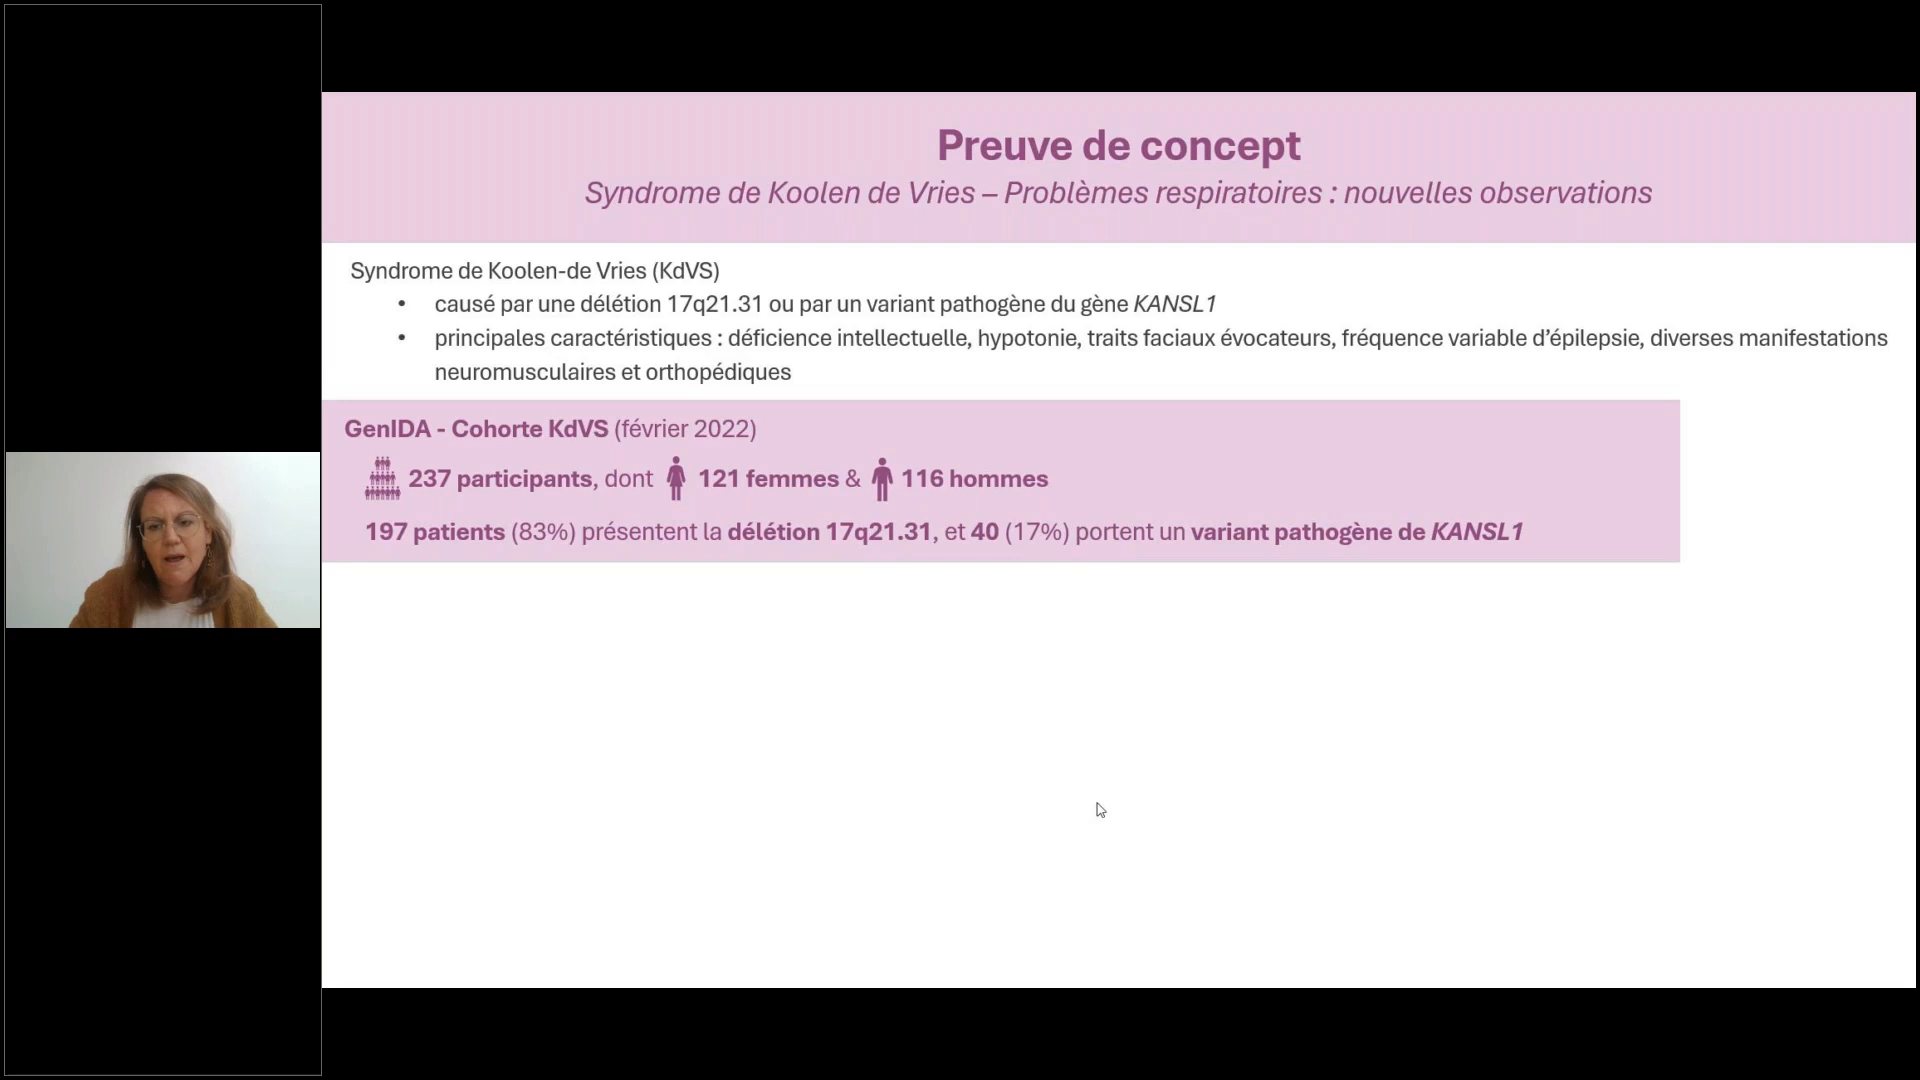 Preuve de concept
Syndrome de Koolen de Vries – Problèmes respiratoires : nouvelles observations
Syndrome de Koolen-de Vries (KdVS)
• causé par une délétion 17q21.31 ou par un variant pathogène du gène KANSL1
• principales caractéristiques : déficience intellectuelle, hypotonie, traits faciaux évocateurs, fréquence variable d’épilepsie, diverses manifestations
neuromusculaires et orthopédiques
GenIDA - Cohorte KdVS (février 2022)
237 participants, dont 121 femmes & 116 hommes
197 patients (83%) présentent la délétion 17q21.31, et 40 (17%) portent un variant pathogène de KANSL1